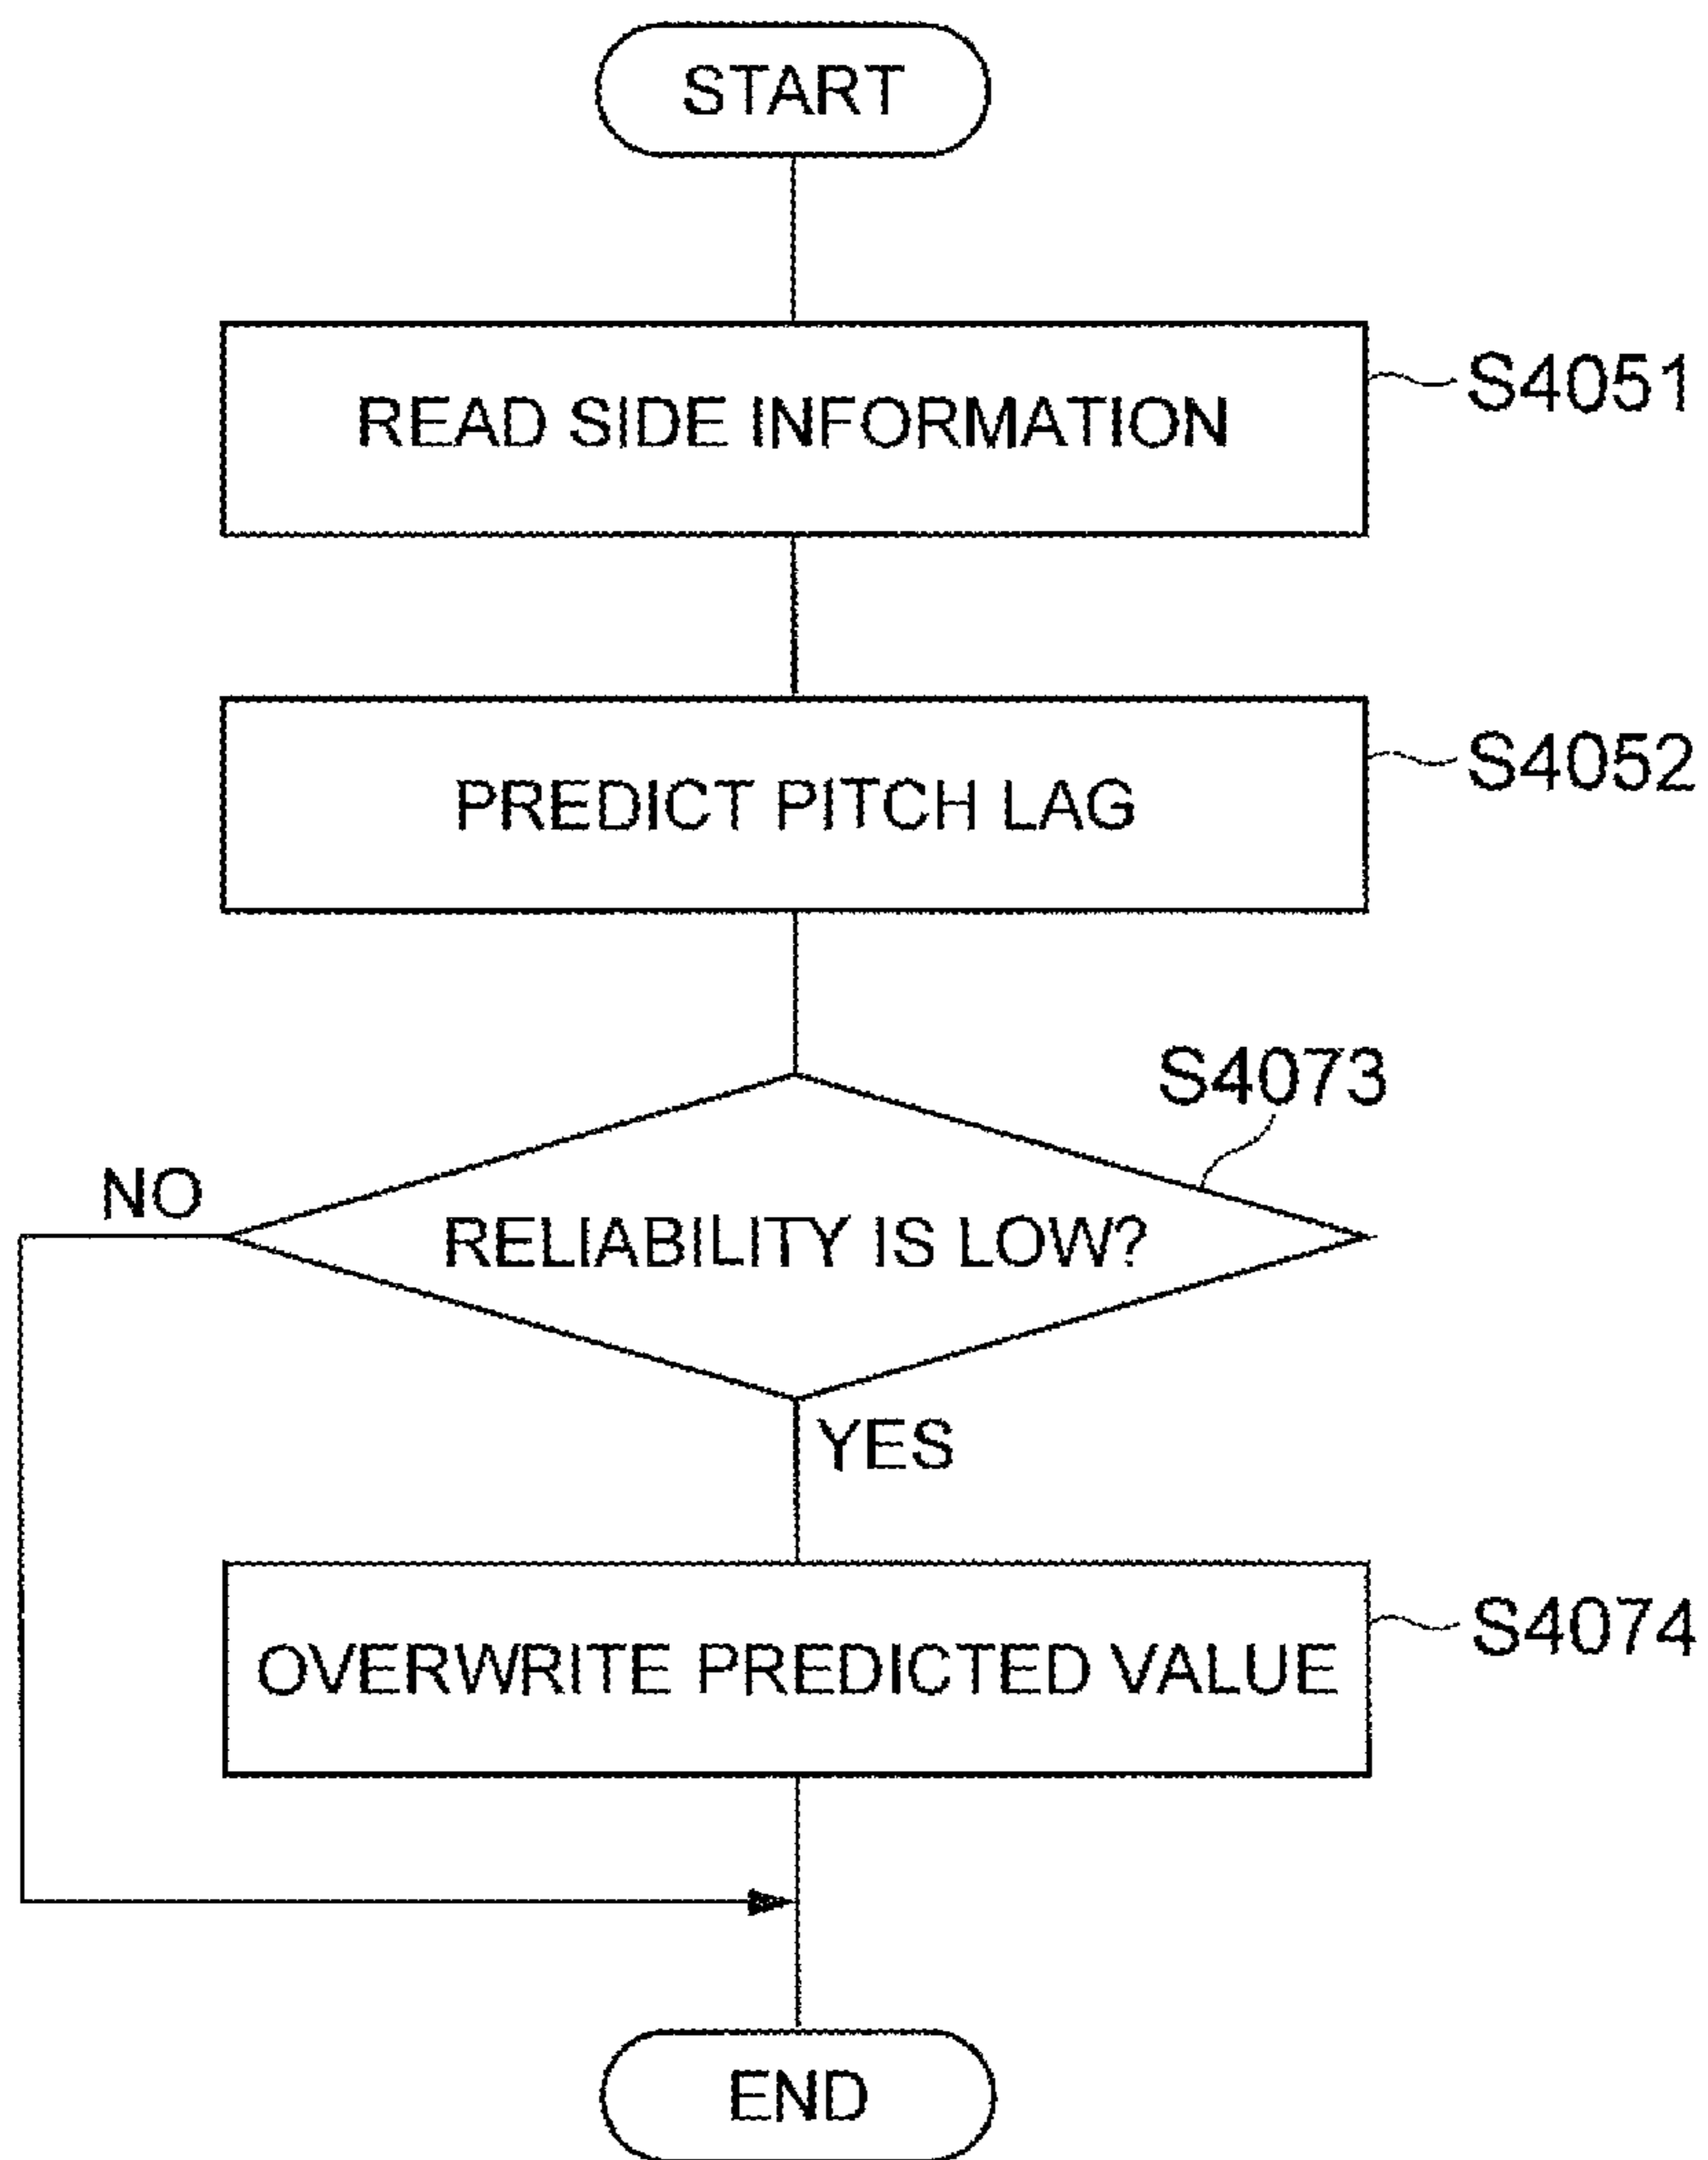 START
READ SIDE INFORMATION
S4051
PREDICT PITCH LAG
S4052
S4073
NO
RELIABILITY IS LOW?
YES
OVERWRITE PREDICTED VALUE
S4074
END